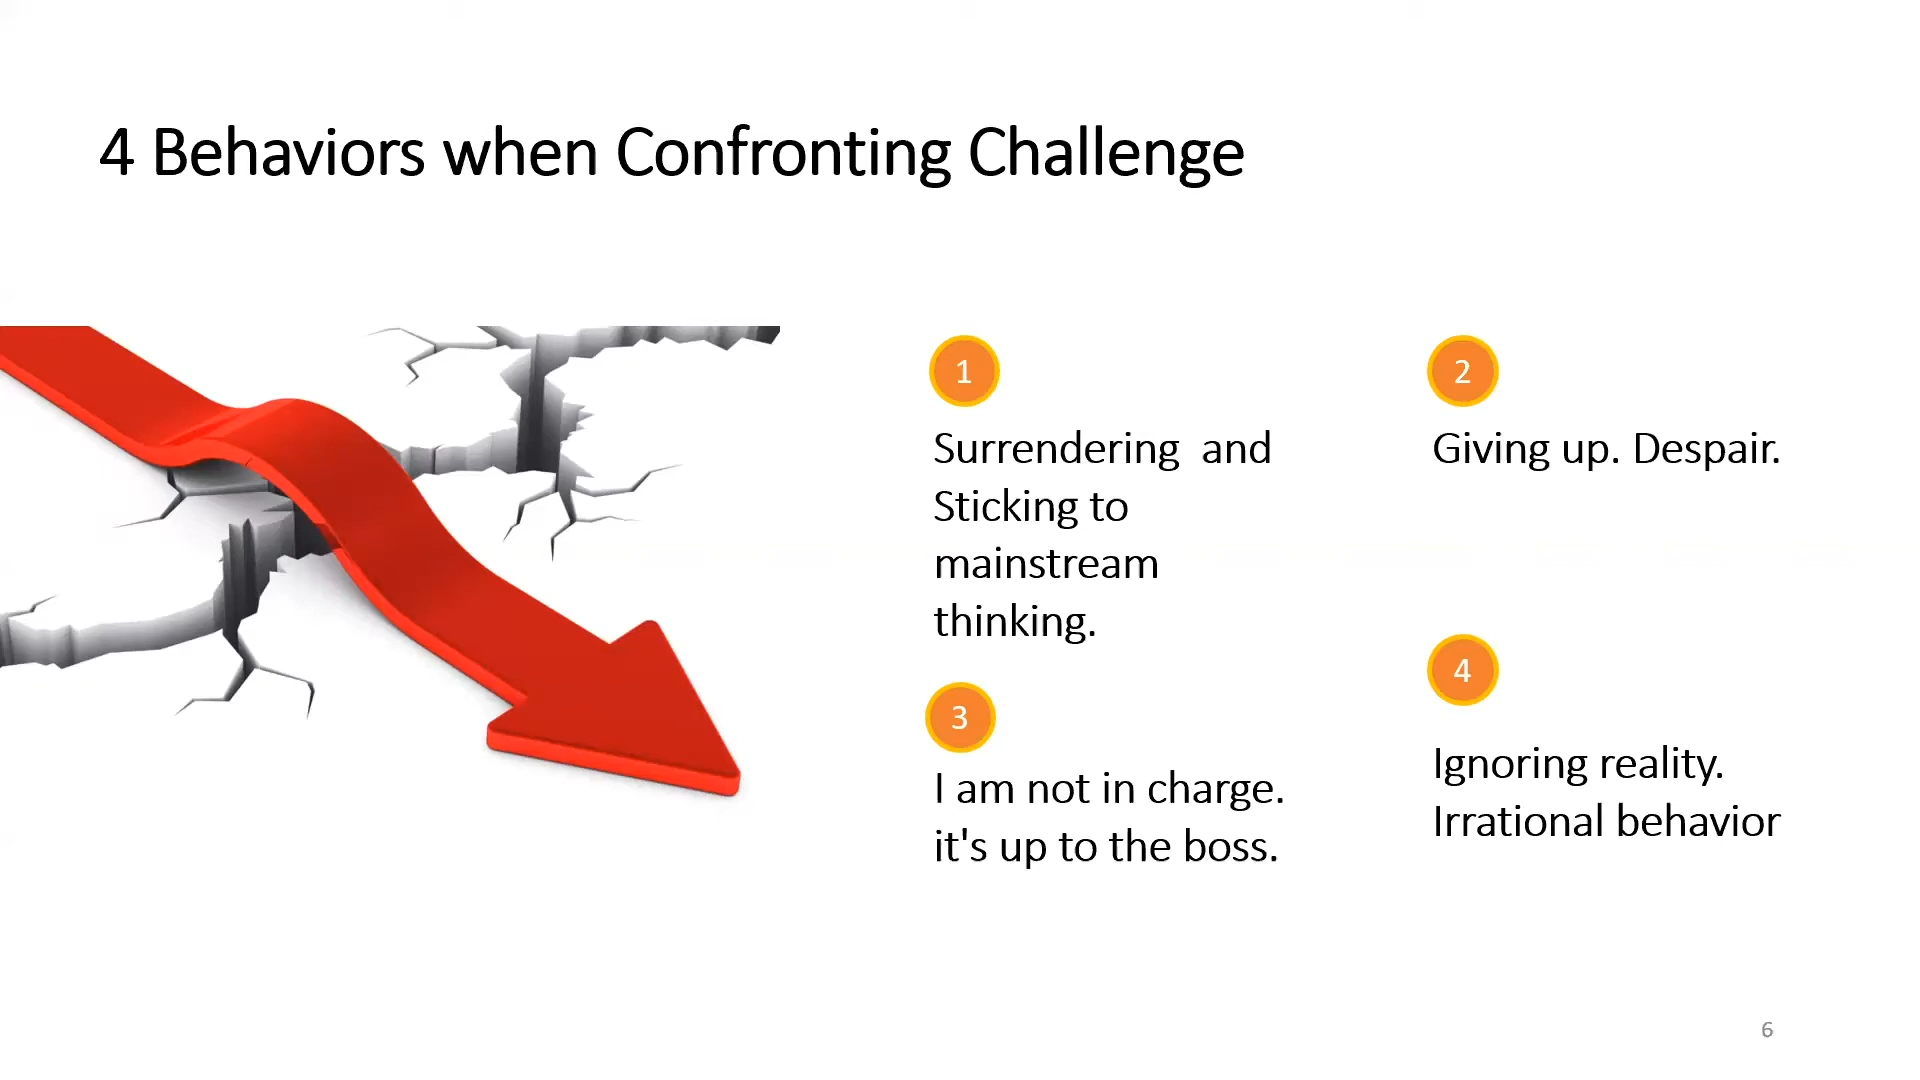 4 Behaviors when Confronting Challenge
1
Surrendering  and
Sticking to
mainstream
thinking.
2
Giving up. Despair.
3
I am not in charge.
it's up to the boss.
4
Ignoring reality.
Irrational behavior
6